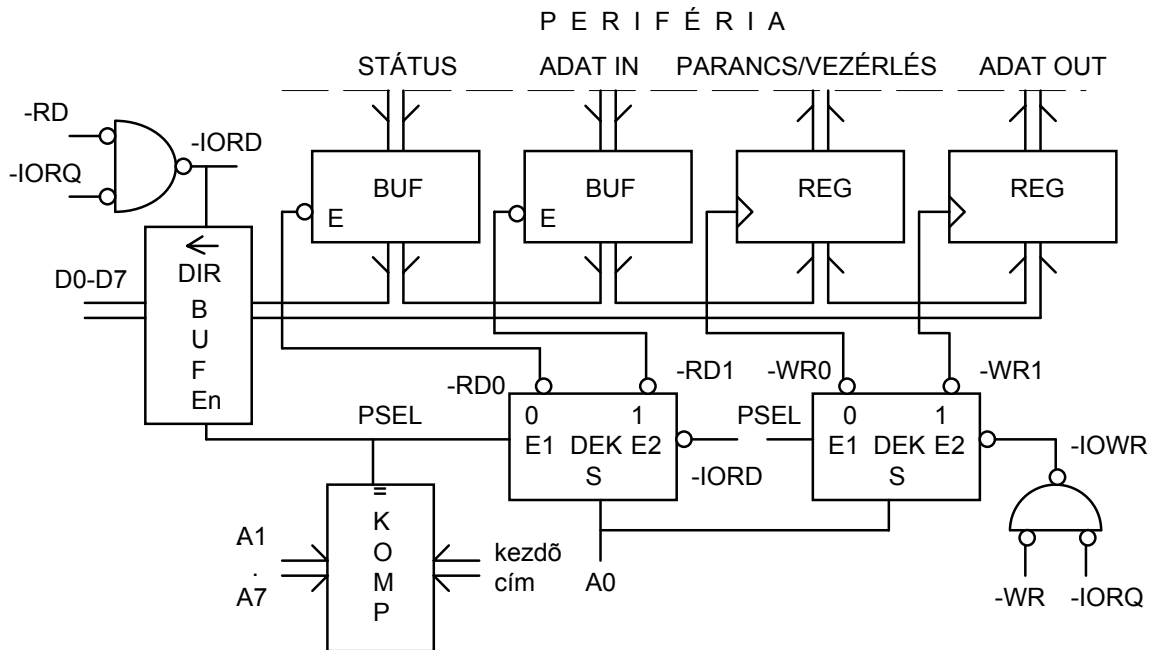 P E R I F É R I A
STÁTUS ADAT IN PARANCS/VEZÉRLÉS ADAT OUT
-RD
-IORD
-IORQ
BUF
E
BUF
E
REG
REG
D0-D7
DIR
B
U
F
En
-RD0
-RD1
-WR0
-WR1
PSEL
0 1
E1 DEK E2
S
-IORD
PSEL
0 1
E1 DEK E2
S
-IOWR
=
K
O
M
P
A1
.
A7
kezdõ
cím
A0
-WR
-IORQ